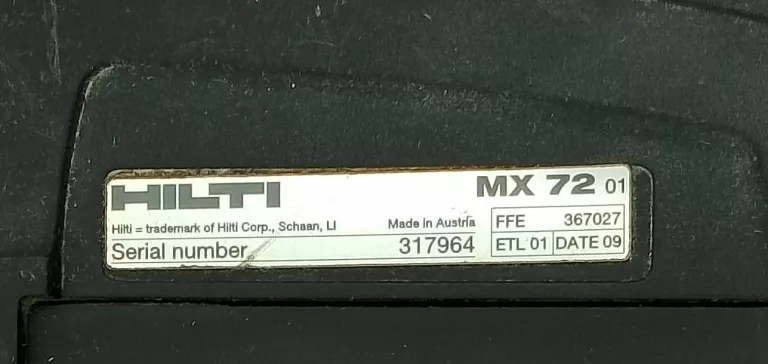 HILTI MX 72 01
Hilti = trademark of Hilti Corp., Schaan, LI Made in Austria FFE 367027
Serial number 317964 ETL 01 DATE 09